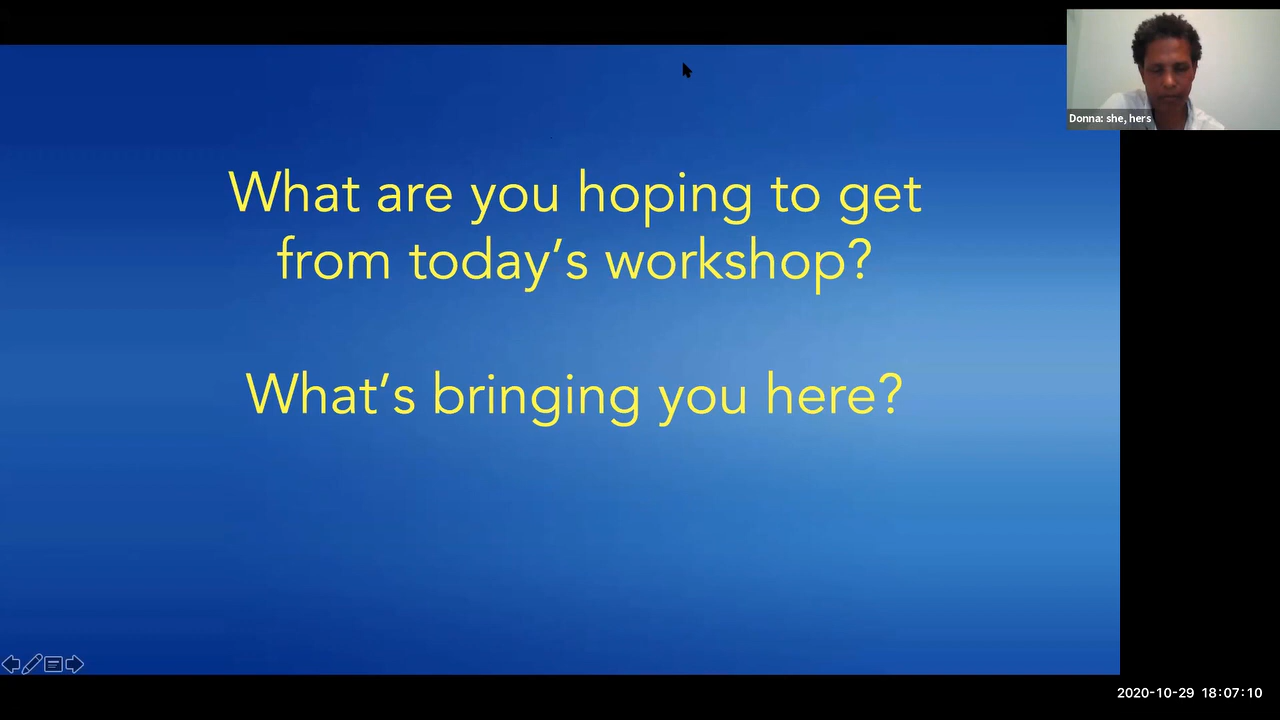 Donna: she, hers
What are you hoping to get
from today’s workshop?
What’s bringing you here?
2020-10-29 18:07:10